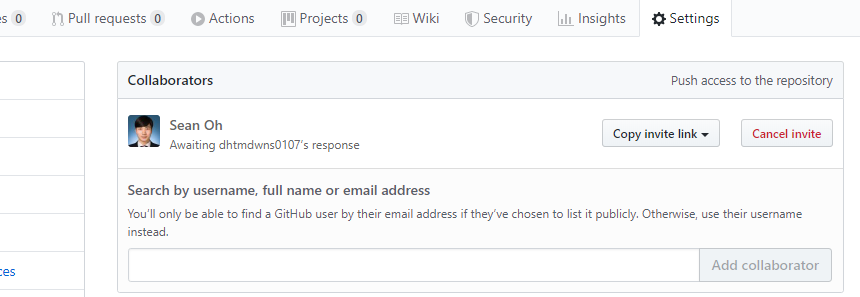 es 0 Pull requests 0 Actions Projects 0 Wiki Security Insights Settings
Collaborators Push access to the repository
Sean Oh
Awaiting dhtmdwns0107's response
Copy invite link Cancel invite
Search by username, full name or email address
You'll only be able to find a GitHub user by their email address if they've chosen to list it publicly. Otherwise, use their username
instead.
ces
Add collaborator